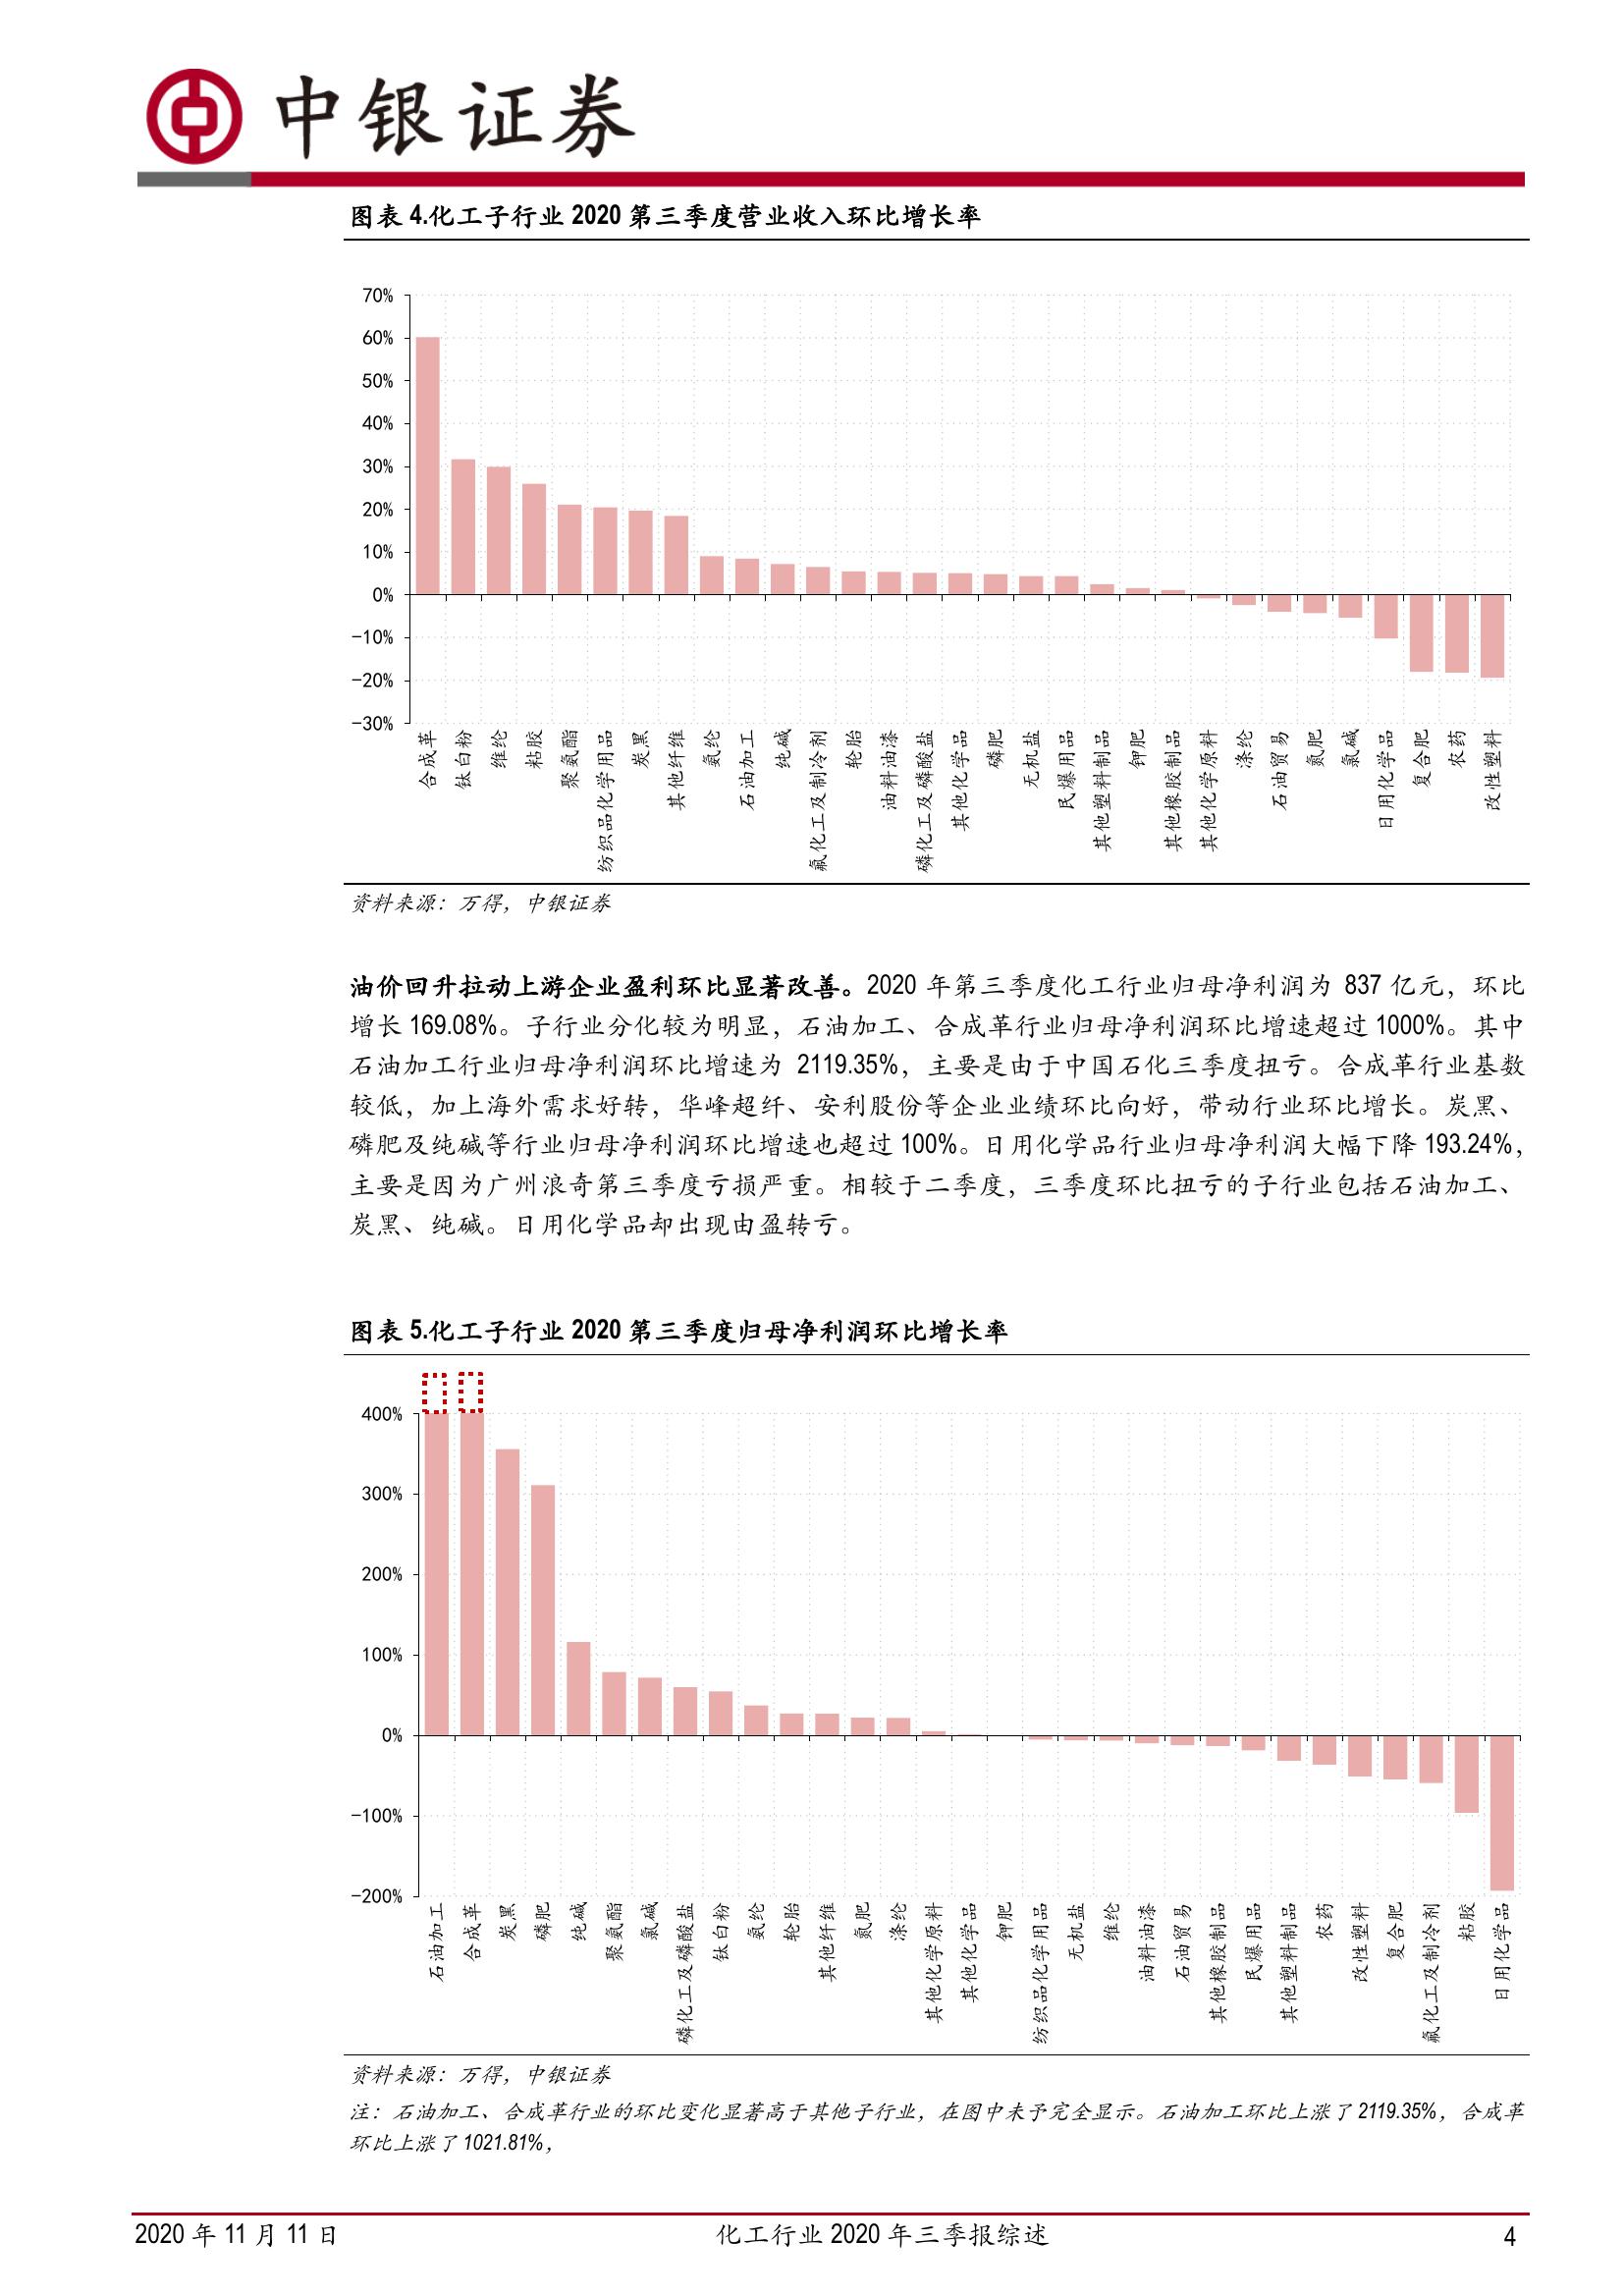 中银证券
图表 4.化工子行业 2020 第三季度营业收入环比增长率
70%
60%
50%
40%
30%
20%
10%
0%
-10%
-20%
-30%
合成革
钛白粉
维纶
粘胶
聚氨酯
纺织品化学用品
炭黑
其他纤维
氨纶
石油加工
纯碱
氟化工及制冷剂
轮胎
油料油漆
磷化工及磷酸盐
其他化学品
磷肥
无机盐
民爆用品
其他塑料制品
钾肥
其他橡胶制品
其他化学原料
涤纶
石油贸易
氮肥
氯碱
日用化学品
复合肥
农药
改性塑料
资料来源：万得，中银证券
油价回升拉动上游企业盈利环比显著改善。2020 年第三季度化工行业归母净利润为 837 亿元，环比
增长 169.08%。子行业分化较为明显，石油加工、合成革行业归母净利润环比增速超过 1000%。其中
石油加工行业归母净利润环比增速为 2119.35%，主要是由于中国石化三季度扭亏。合成革行业基数
较低，加上海外需求好转，华峰超纤、安利股份等企业业绩环比向好，带动行业环比增长。炭黑、
磷肥及纯碱等行业归母净利润环比增速也超过 100%。日用化学品行业归母净利润大幅下降 193.24%，
主要是因为广州浪奇第三季度亏损严重。相较于二季度，三季度环比扭亏的子行业包括石油加工、
炭黑、纯碱。日用化学品却出现由盈转亏。
图表 5.化工子行业 2020 第三季度归母净利润环比增长率
400%
300%
200%
100%
0%
-100%
-200%
石油加工
合成革
炭黑
磷肥
纯碱
聚氨酯
氯碱
磷化工及磷酸盐
钛白粉
氨纶
轮胎
其他纤维
氮肥
涤纶
其他化学原料
其他化学品
钾肥
纺织品化学用品
无机盐
维纶
油料油漆
石油贸易
其他橡胶制品
民爆用品
其他塑料制品
农药
改性塑料
复合肥
氟化工及制冷剂
粘胶
日用化学品
资料来源：万得，中银证券
注：石油加工、合成革行业的环比变化显著高于其他子行业，在图中未予完全显示。石油加工环比上涨了 2119.35%，合成革
环比上涨了 1021.81%，
2020 年 11 月 11 日
化工行业 2020 年三季报综述
4